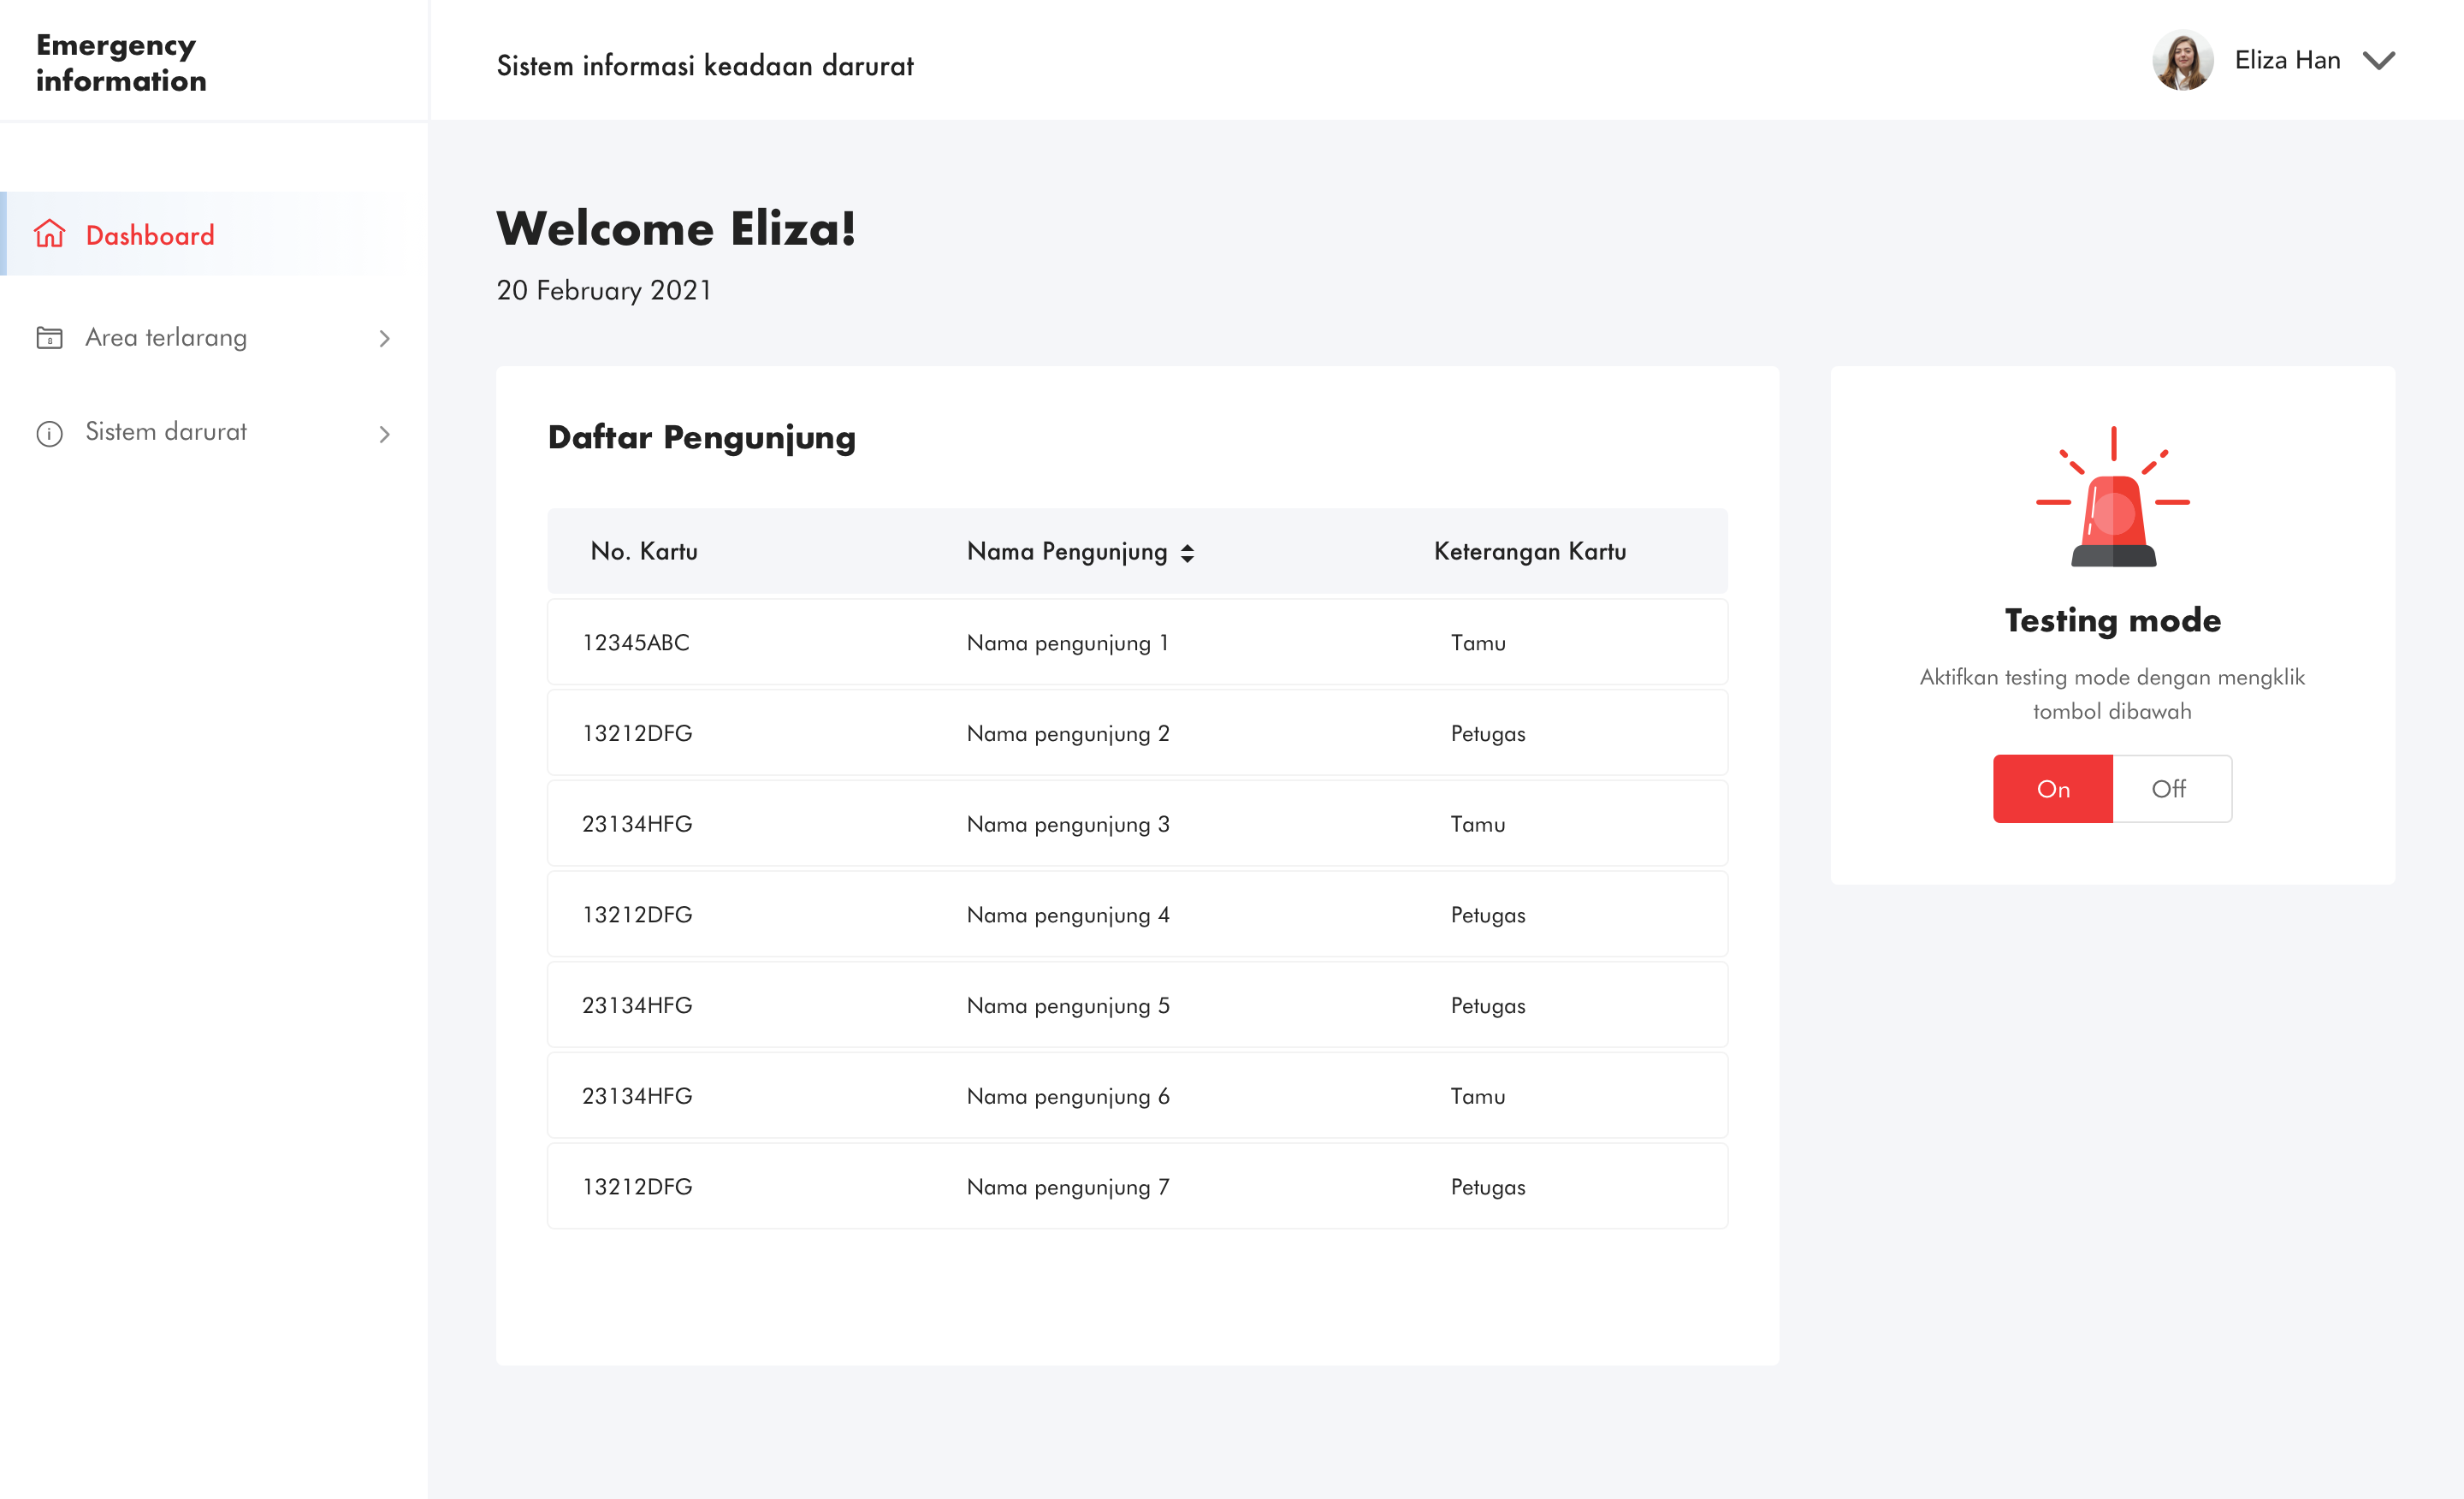 Emergency
information
Sistem informasi keadaan darurat
Eliza Han
Dashboard
Area terlarang
Sistem darurat
Welcome Eliza!
20 February 2021
Daftar Pengunjung
No. Kartu Nama Pengunjung Keterangan Kartu
12345ABC Nama pengunjung 1 Tamu
13212DFG Nama pengunjung 2 Petugas
23134HFG Nama pengunjung 3 Tamu
13212DFG Nama pengunjung 4 Petugas
23134HFG Nama pengunjung 5 Petugas
23134HFG Nama pengunjung 6 Tamu
13212DFG Nama pengunjung 7 Petugas
Testing mode
Aktifkan testing mode dengan mengklik
tombol dibawah
On Off